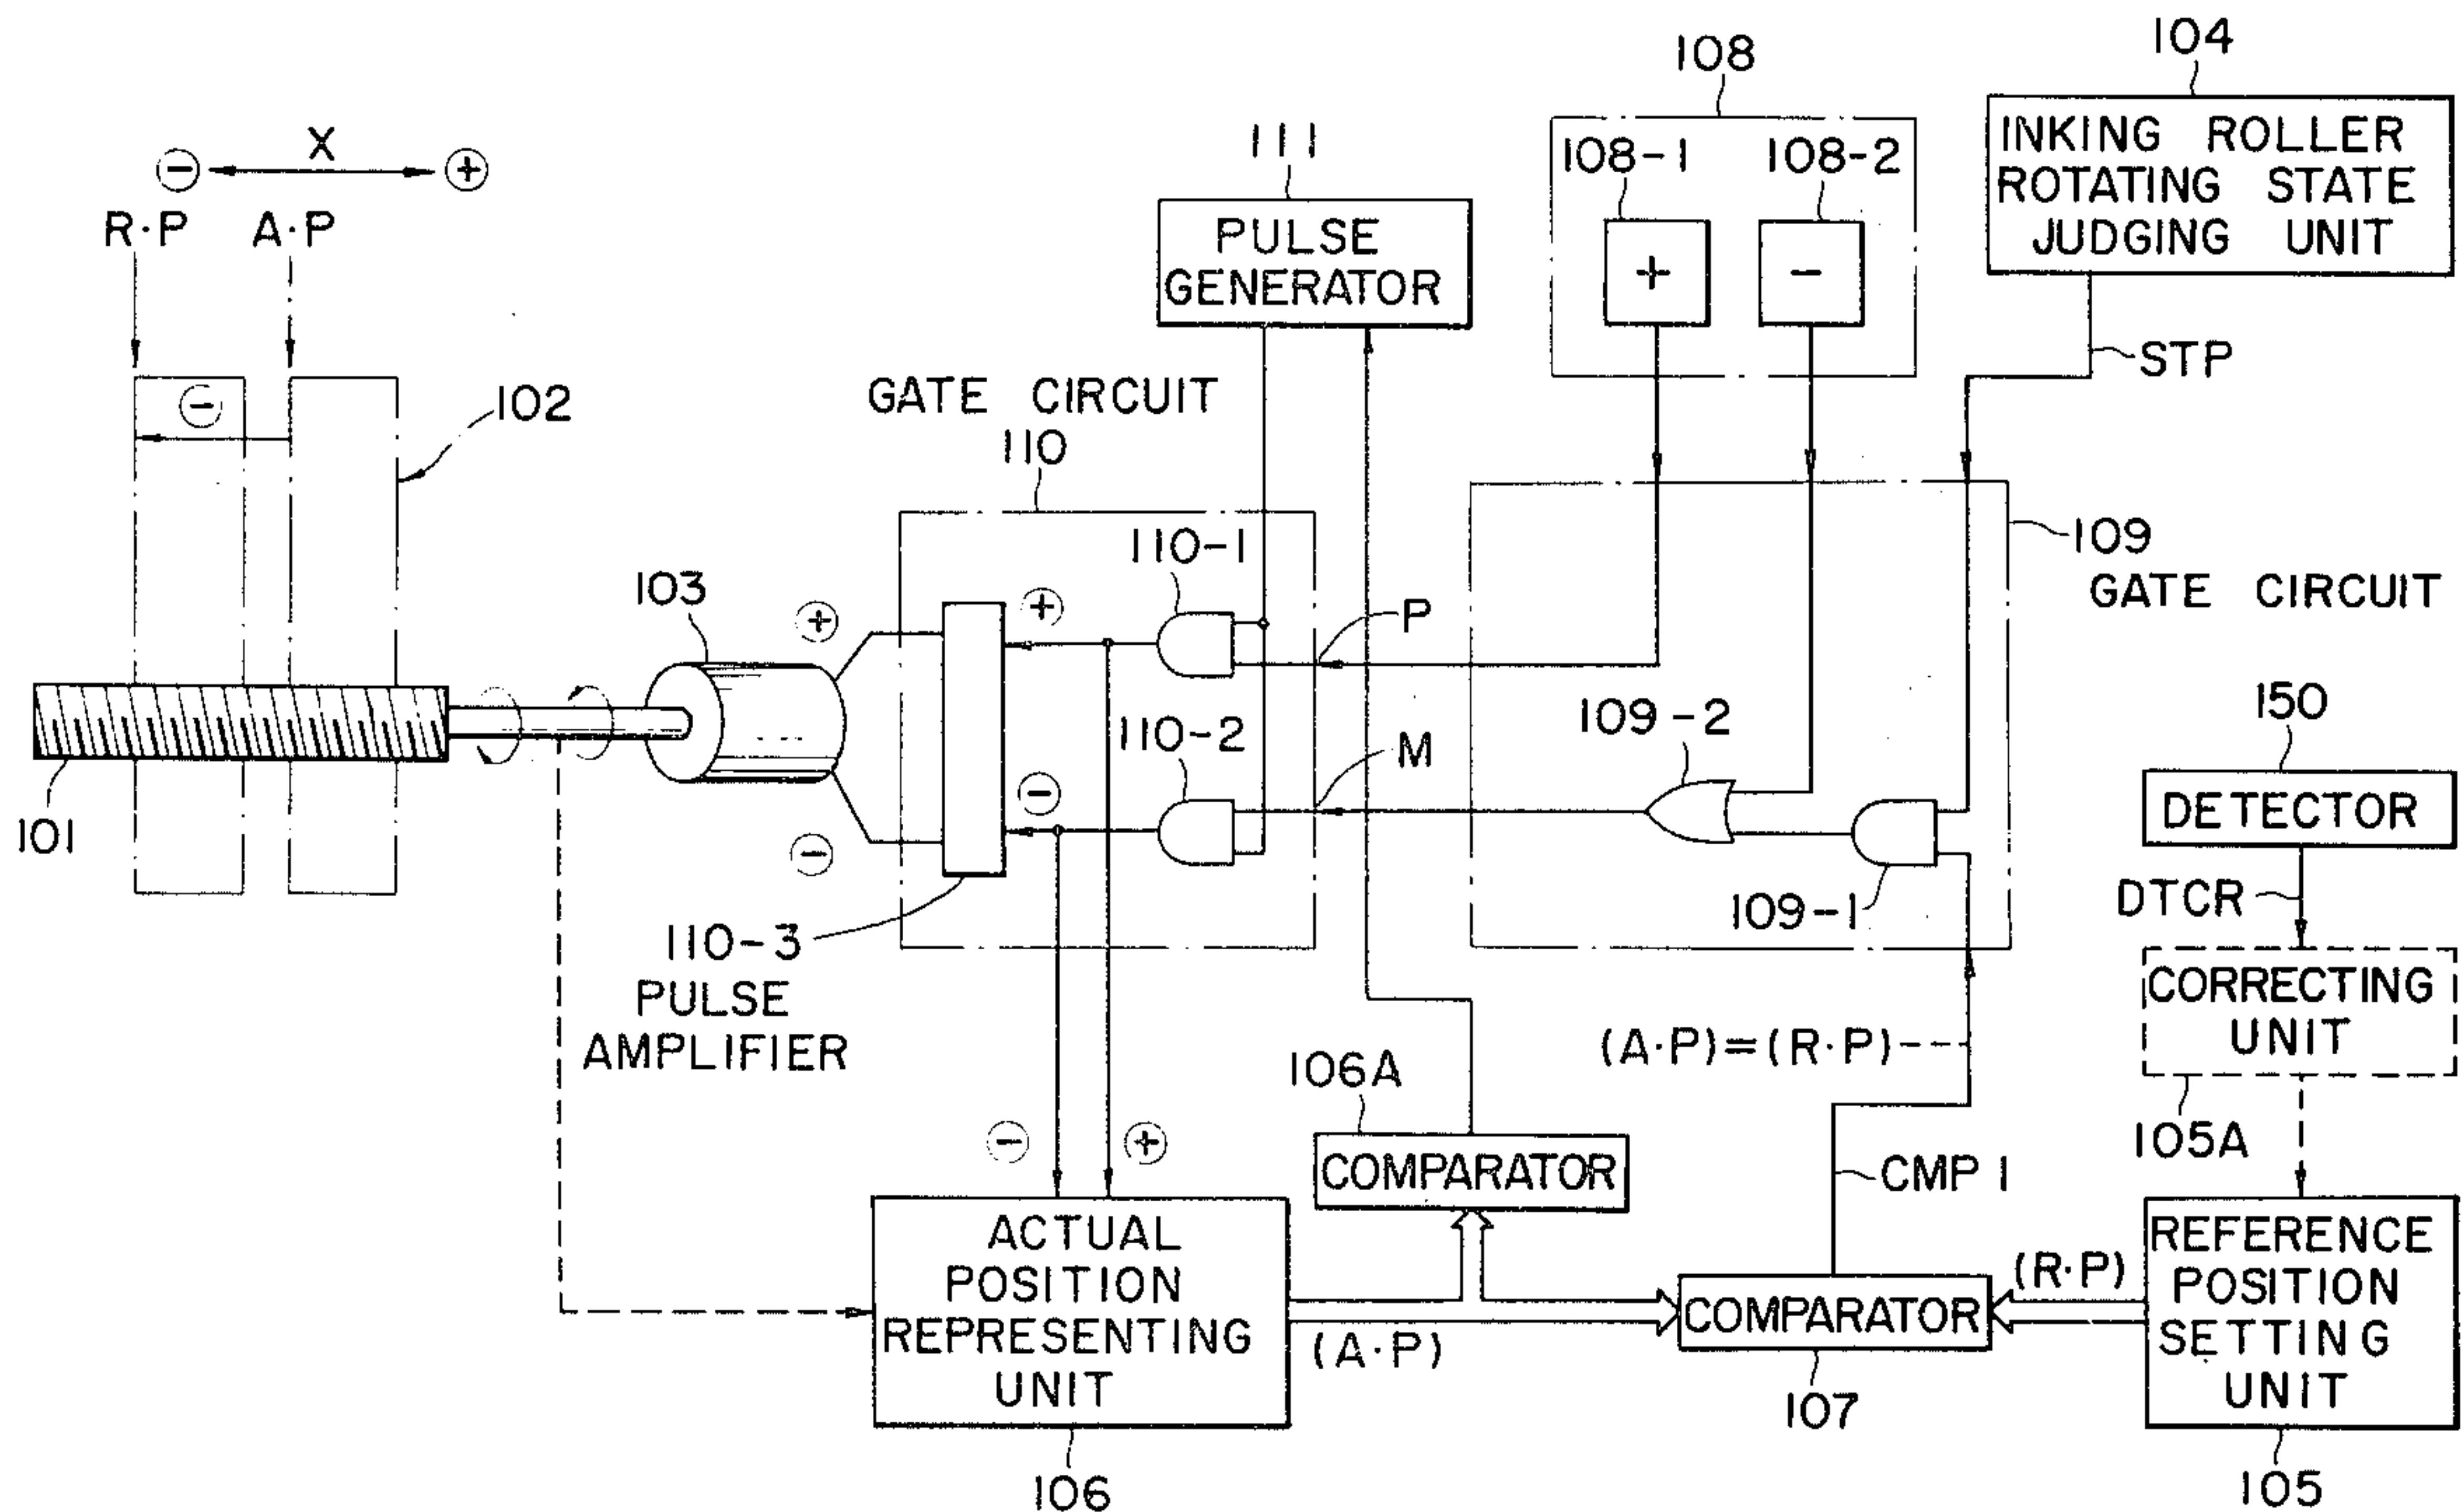 104
108
INKING ROLLER
ROTATING STATE
JUDGING UNIT
111
108-1
108-2
⊖ X ⊕
R·P
A·P
PULSE
GENERATOR
+
−
STP
⊖
102
GATE CIRCUIT
110
109
GATE CIRCUIT
110-1
103
⊕
⊕
P
110-2
109-2
M
150
DETECTOR
101
⊖
⊖
109-1
DTCR
110-3
PULSE
AMPLIFIER
CORRECTING
UNIT
(A·P)=(R·P)
106A
105A
⊖
⊕
COMPARATOR
CMP 1
ACTUAL
POSITION
REPRESENTING
UNIT
(A·P)
COMPARATOR
(R·P)
REFERENCE
POSITION
SETTING
UNIT
107
106
105